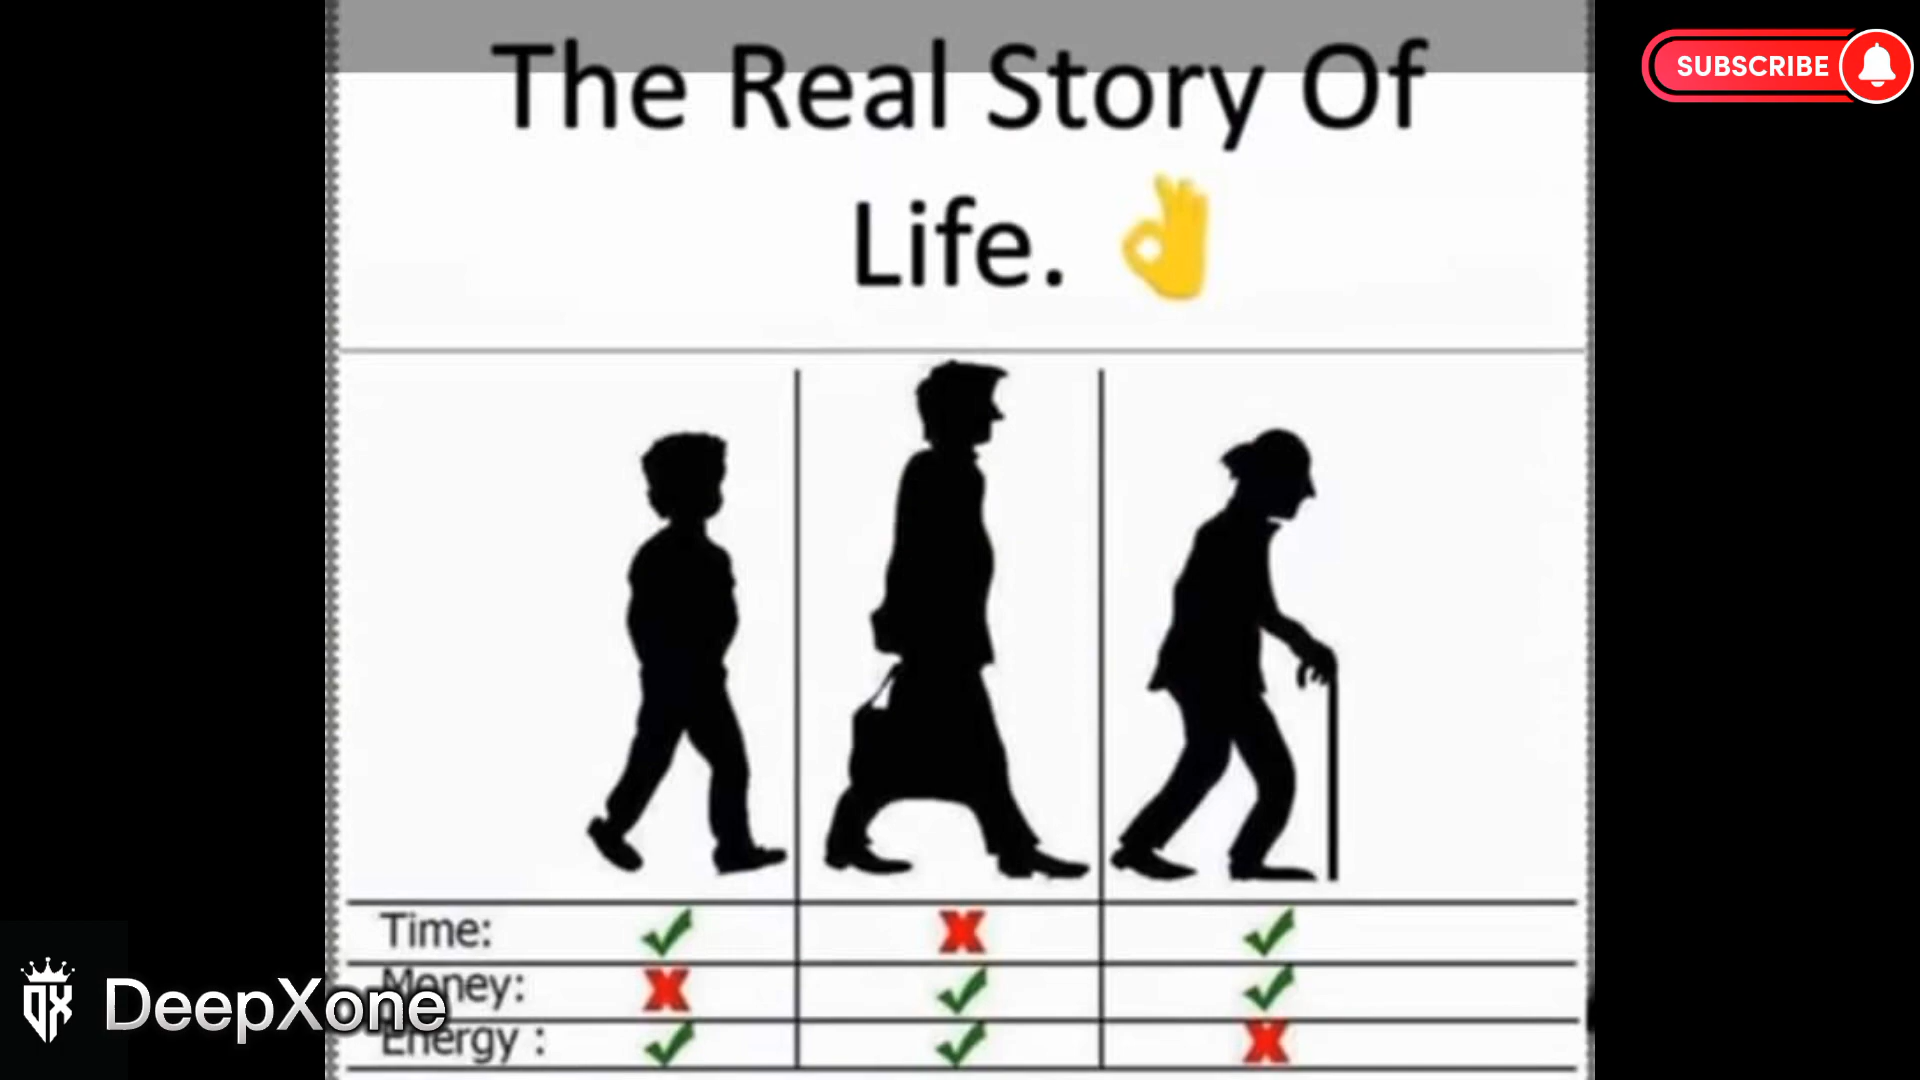 The Real Story Of
Life. 👌
SUBSCRIBE
Time:
Money:
Energy :
DeepXone